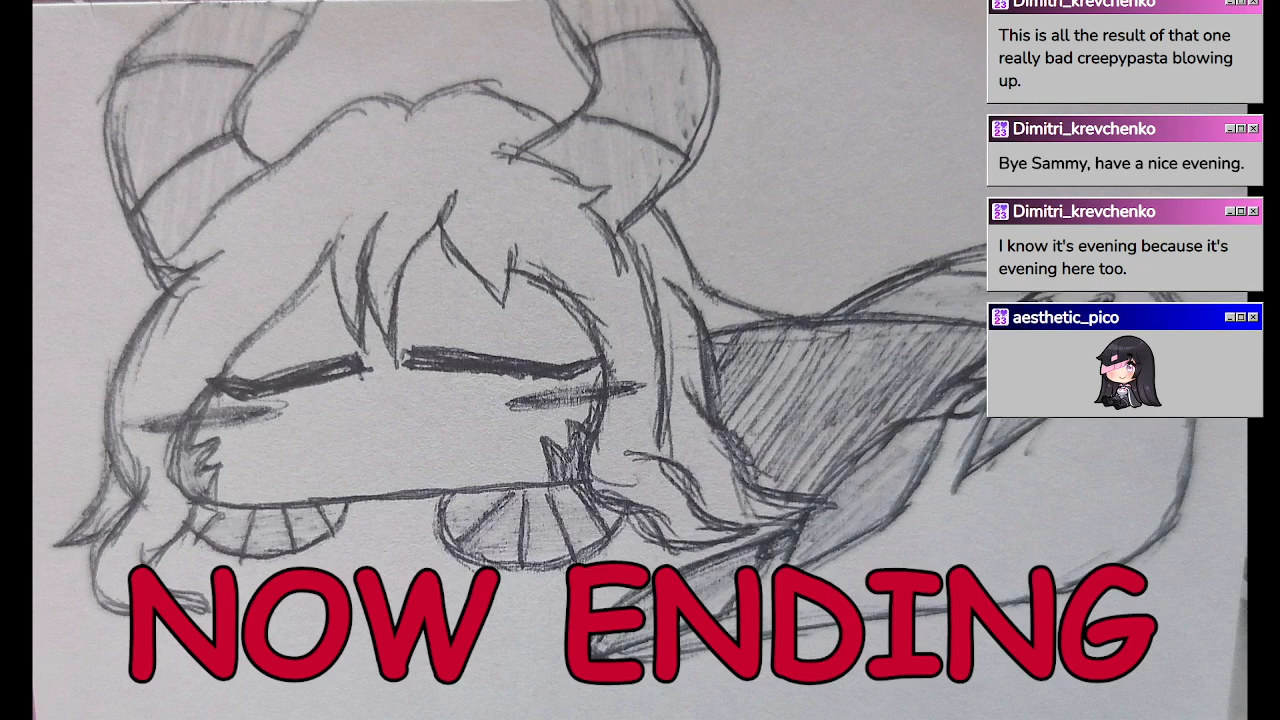 Dimitri_krevchenko
This is all the result of that one
really bad creepypasta blowing
up.
Dimitri_krevchenko
Bye Sammy, have a nice evening.
Dimitri_krevchenko
I know it's evening because it's
evening here too.
aesthetic_pico
NOW ENDING